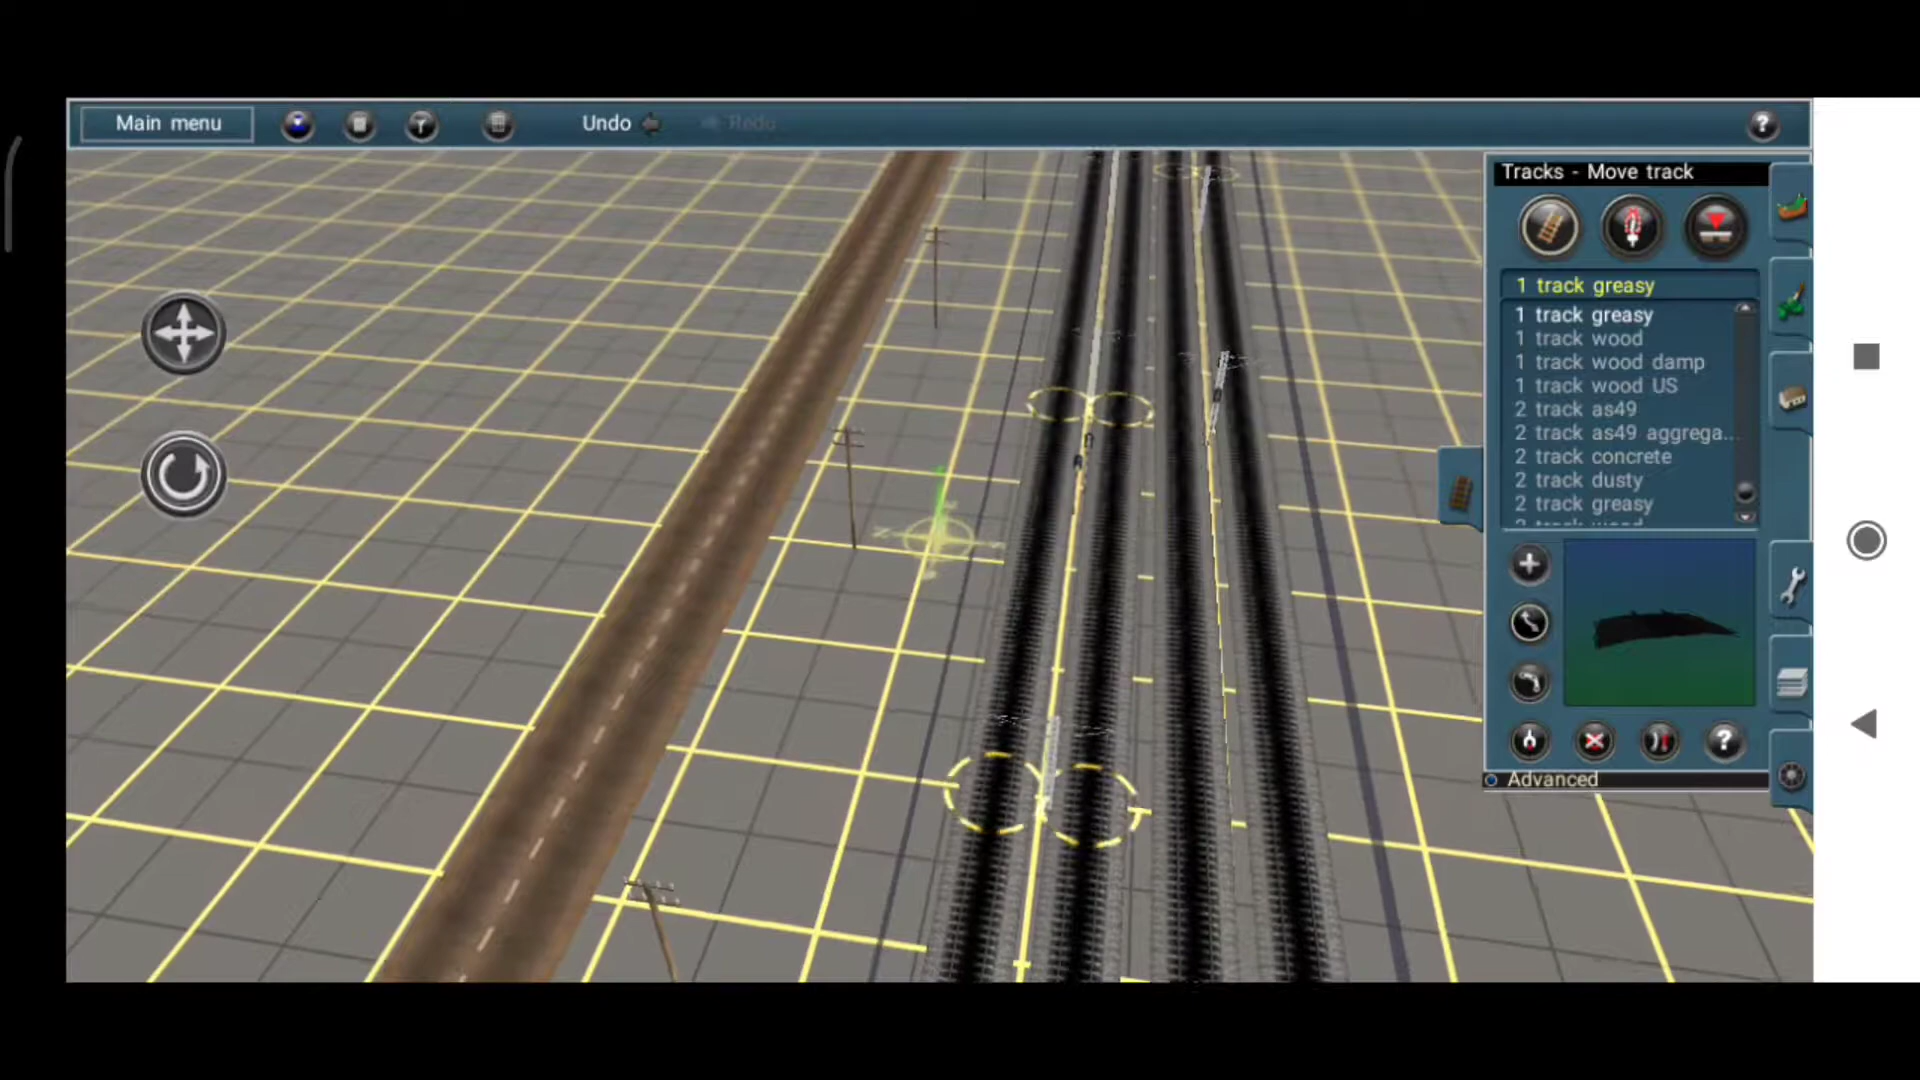 Main menu
Undo
Redo
?
Tracks - Move track
1 track greasy
1 track greasy
1 track wood
1 track wood damp
1 track wood US
2 track as49
2 track as49 aggrega...
2 track concrete
2 track dusty
2 track greasy
?
Advanced